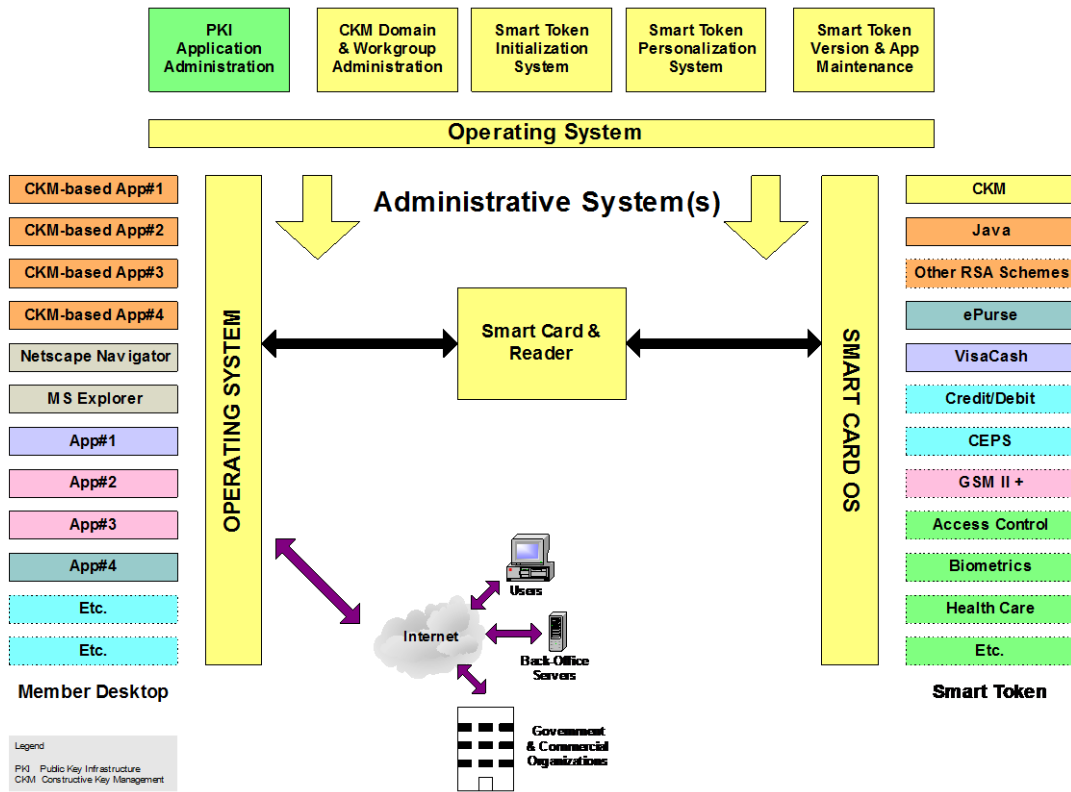 PKI
Application
Administration
CKM Domain
& Workgroup
Administration
Smart Token
Initialization
System
Smart Token
Personalization
System
Smart Token
Version & App
Maintenance
Operating System
Administrative System(s)
CKM-based App#1
CKM-based App#2
CKM-based App#3
CKM-based App#4
Netscape Navigator
MS Explorer
App#1
App#2
App#3
App#4
Etc.
Etc.
Member Desktop
OPERATING SYSTEM
Smart Card &
Reader
SMART CARD OS
CKM
Java
Other RSA Schemes
ePurse
VisaCash
Credit/Debit
CEPS
GSM II +
Access Control
Biometrics
Health Care
Etc.
Smart Token
Internet
Users
Back-Office
Servers
Government
& Commercial
Organizations
Legend
PKI Public Key Infrastructure
CKM Constructive Key Management